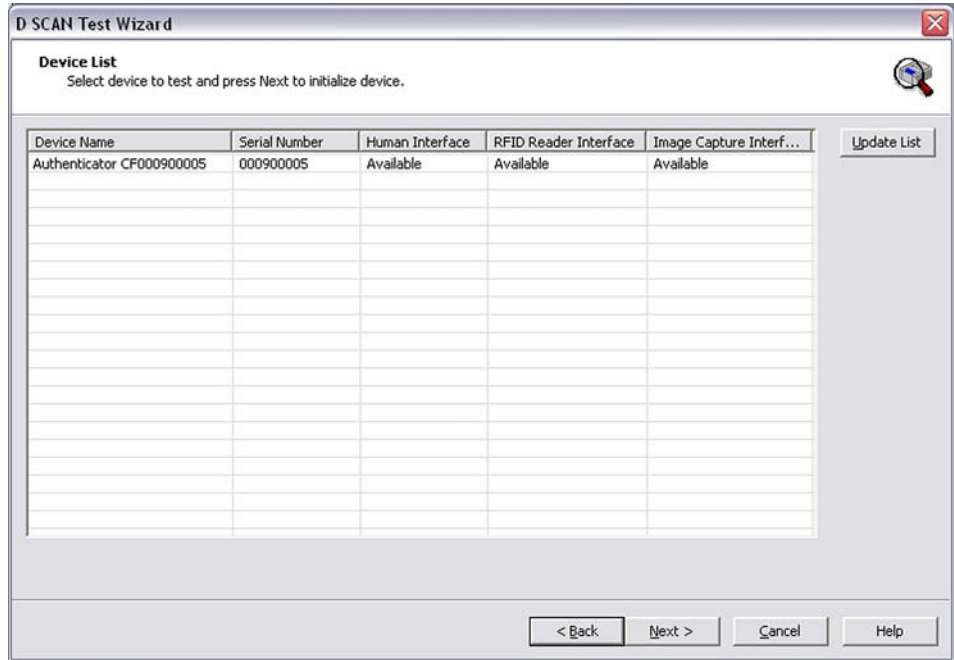 D SCAN Test Wizard
Device List
Select device to test and press Next to initialize device.
Device Name Serial Number Human Interface RFID Reader Interface Image Capture Interf... Update List
Authenticator CF000900005 000900005 Available Available Available
< Back Next > Cancel Help